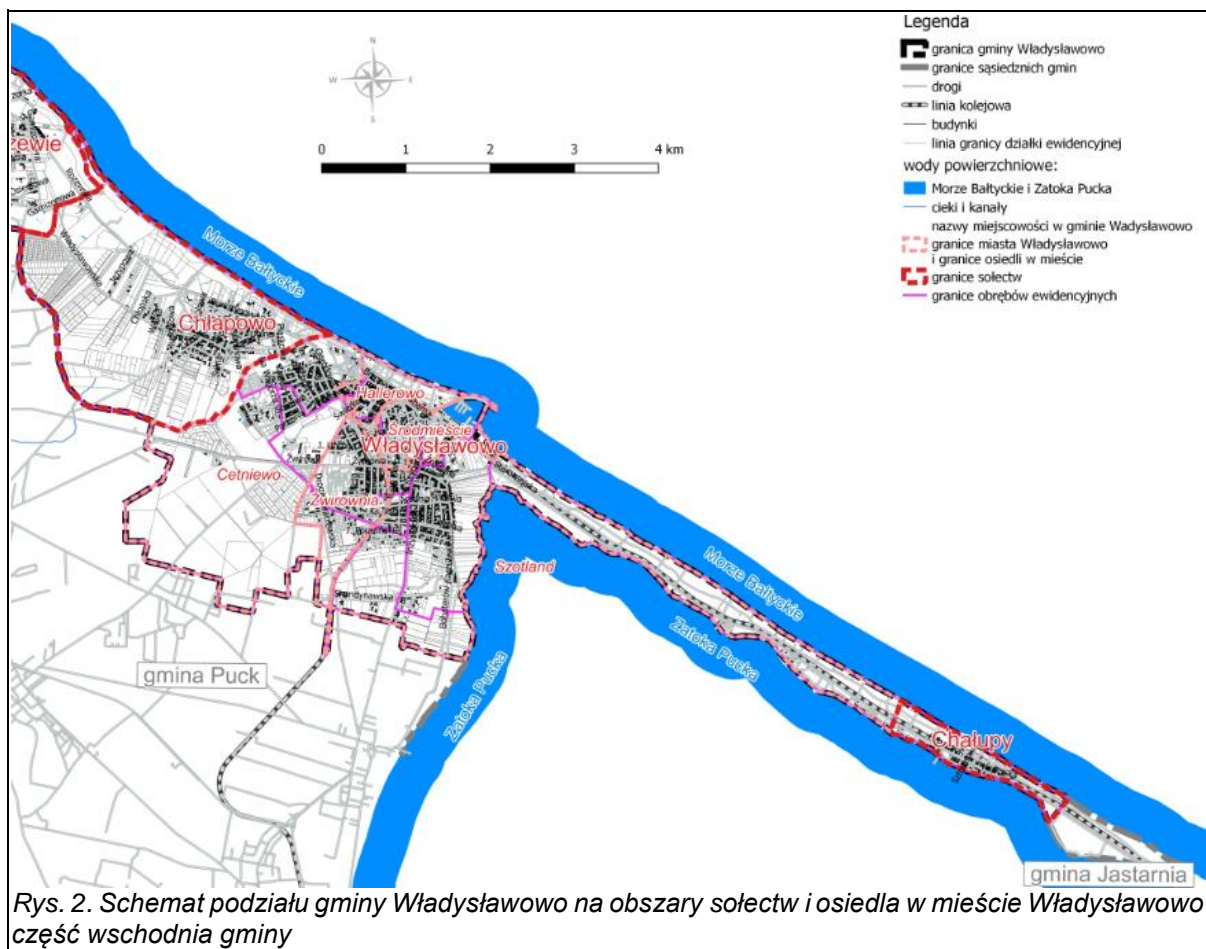 Legenda
granica gminy Władysławowo
granice sąsiedznich gmin
drogi
linia kolejowa
budynki
linia granicy działki ewidencyjnej
wody powierzchniowe:
Morze Bałtyckie i Zatoka Pucka
cieki i kanały
nazwy miejscowości w gminie Wadysławowo
granice miasta Władysławowo
i granice osiedli w mieście
granice sołectw
granice obrębów ewidencyjnych
N
W E
S
0 1 2 3 4 km
zewie
Garnizonowa
Władysławowska
Morze Bałtyckie
Chłapowo
Hallerowo
Środmieście
Władysławowo
Cetniewo
Żwirownia
Szotland
Morze Bałtyckie
Zatoka Pucka
gmina Puck
Zatoka Pucka
Chałupy
gmina Jastarnia
Rys. 2. Schemat podziału gminy Władysławowo na obszary sołectw i osiedla w mieście Władysławowo
część wschodnia gminy